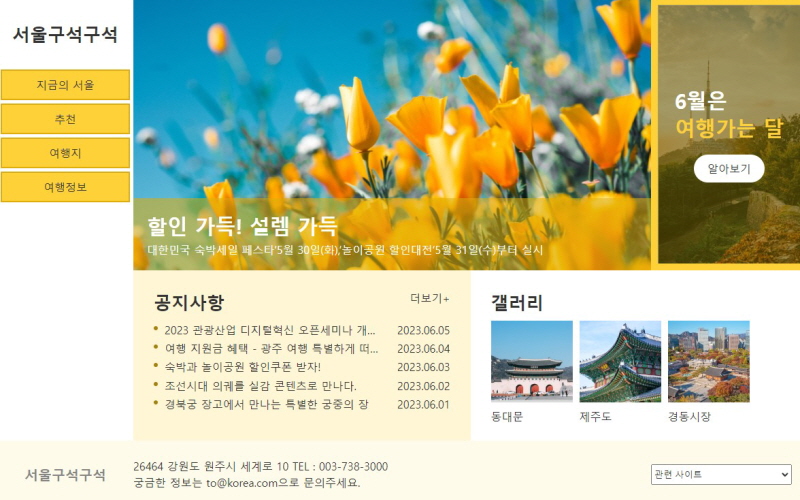 서울구석구석
지금의 서울
추천
여행지
여행정보
할인 가득! 설렘 가득
대한민국 숙박세일 페스타'5월 30일(화),'놀이공원 할인대전'5월 31일(수)부터 실시
6월은
여행가는 달
알아보기
공지사항 더보기+
2023 관광산업 디지털혁신 오픈세미나 개... 2023.06.05
여행 지원금 혜택 - 광주 여행 특별하게 떠... 2023.06.04
숙박과 놀이공원 할인쿠폰 받자! 2023.06.03
조선시대 의궤를 실감 콘텐츠로 만나다. 2023.06.02
경복궁 장고에서 만나는 특별한 궁중의 장 2023.06.01
갤러리
동대문 제주도 경동시장
서울구석구석
26464 강원도 원주시 세계로 10 TEL : 003-738-3000
궁금한 정보는 to@korea.com으로 문의주세요.
관련 사이트